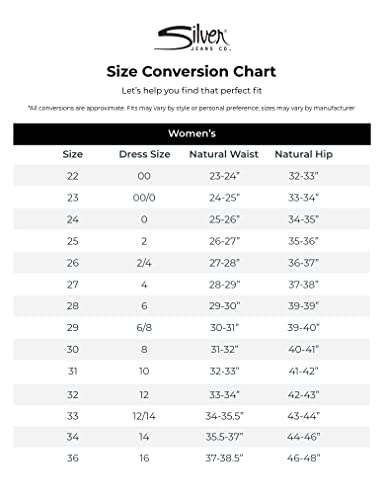 Silver
JEANS CO.
Size Conversion Chart
Let's help you find that perfect fit
*All conversions are approximate. Fits may vary by style or personal preference; sizes may vary by manufacturer
Women's
Size Dress Size Natural Waist Natural Hip
22 00 23-24" 32-33"
23 00/0 24-25" 33-34"
24 0 25-26" 34-35"
25 2 26-27" 35-36"
26 2/4 27-28" 36-37"
27 4 28-29" 37-38"
28 6 29-30" 39-39"
29 6/8 30-31" 39-40"
30 8 31-32" 40-41"
31 10 32-33" 41-42"
32 12 33-34" 42-43"
33 12/14 34-35.5" 43-44"
34 14 35.5-37" 44-46"
36 16 37-38.5" 46-48"